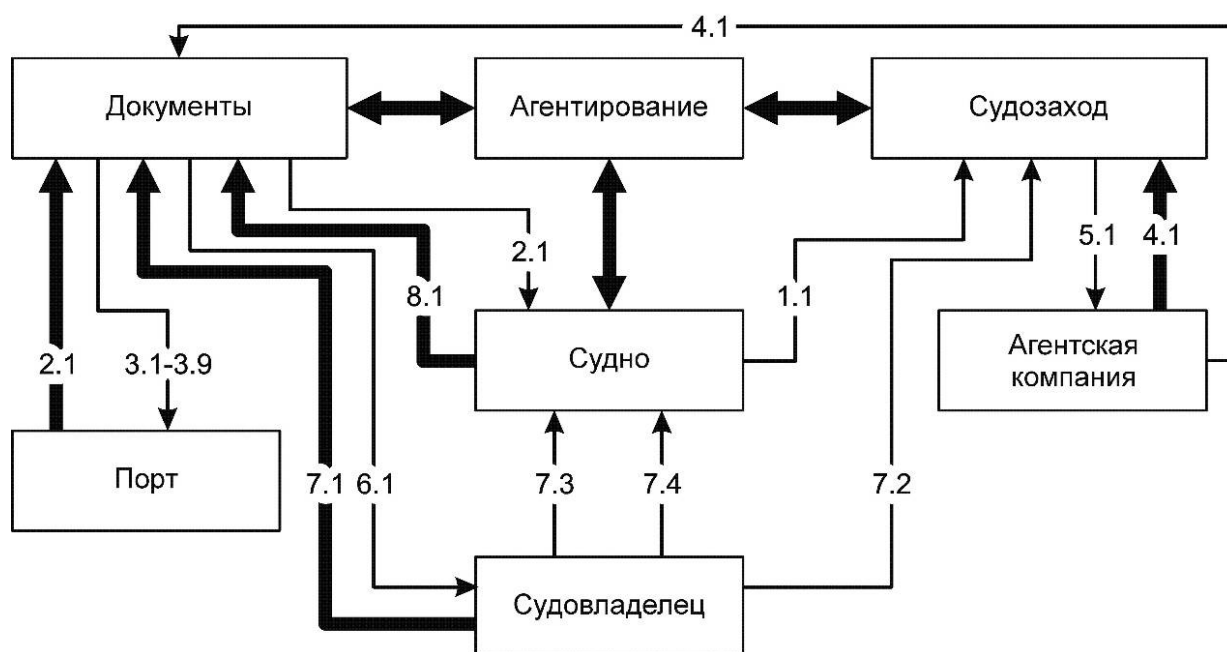 4.1
Документы
Агентирование
Судозаход
2.1
5.1
4.1
8.1
1.1
2.1
3.1-3.9
Судно
Агентская
компания
Порт
7.1
6.1
7.3
7.4
7.2
Судовладелец